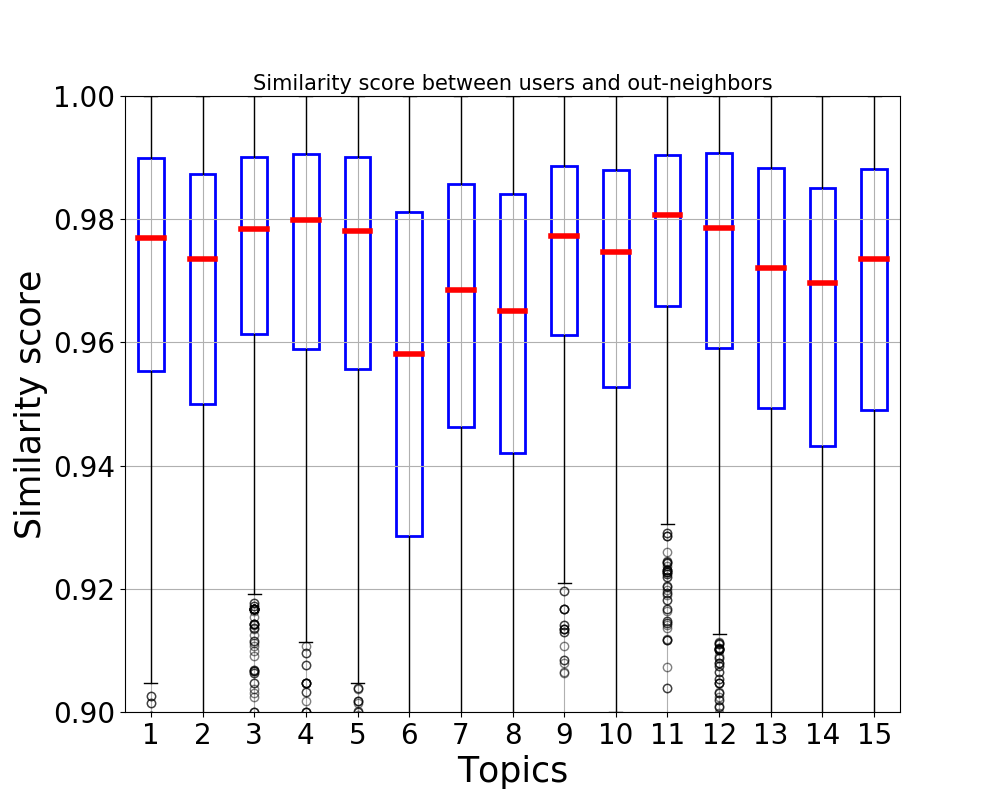 Similarity score between users and out-neighbors
1.00
0.98
0.96
0.94
0.92
0.90
Similarity score
1 2 3 4 5 6 7 8 9 10 11 12 13 14 15
Topics